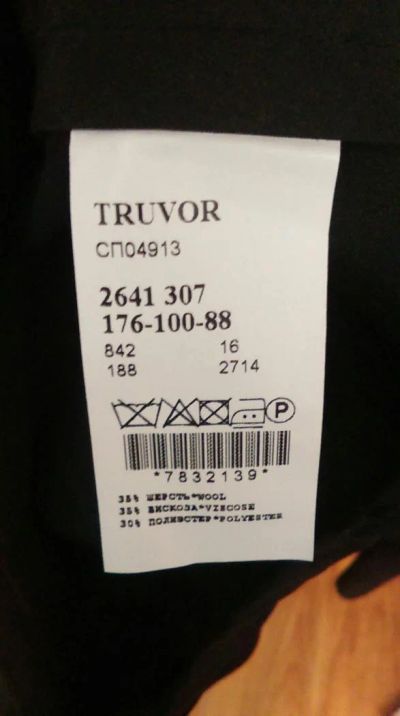 TRUVOR
СП04913
2641 307
176-100-88
842 16
188 2714
P
*7832139*
35% ШЕРСТЬ*WOOL
35% ВИСКОЗА*VISCOSE
30% ПОЛИЭСТЕР*POLYESTER